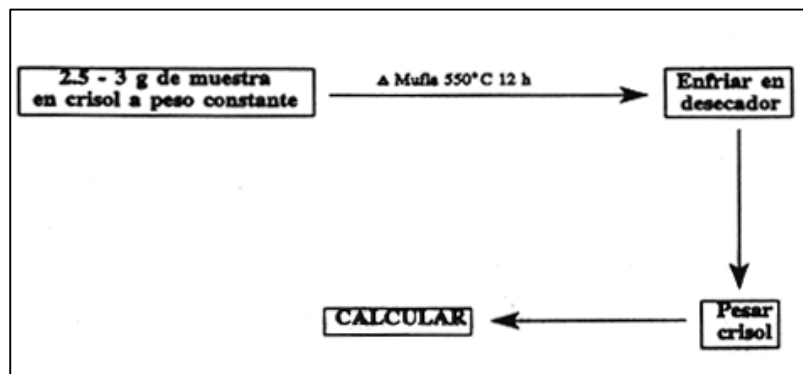 2.5 - 3 g de muestra
en crisol a peso constante
Δ Mufla 550°C 12 h
Enfriar en
desecador
Pesar
crisol
CALCULAR